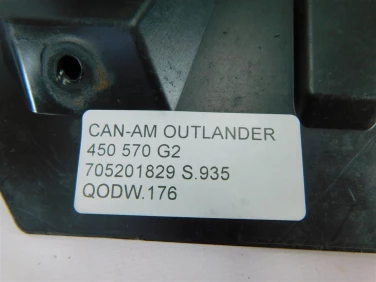 CAN-AM OUTLANDER
450 570 G2
705201829 S.935
QODW.176